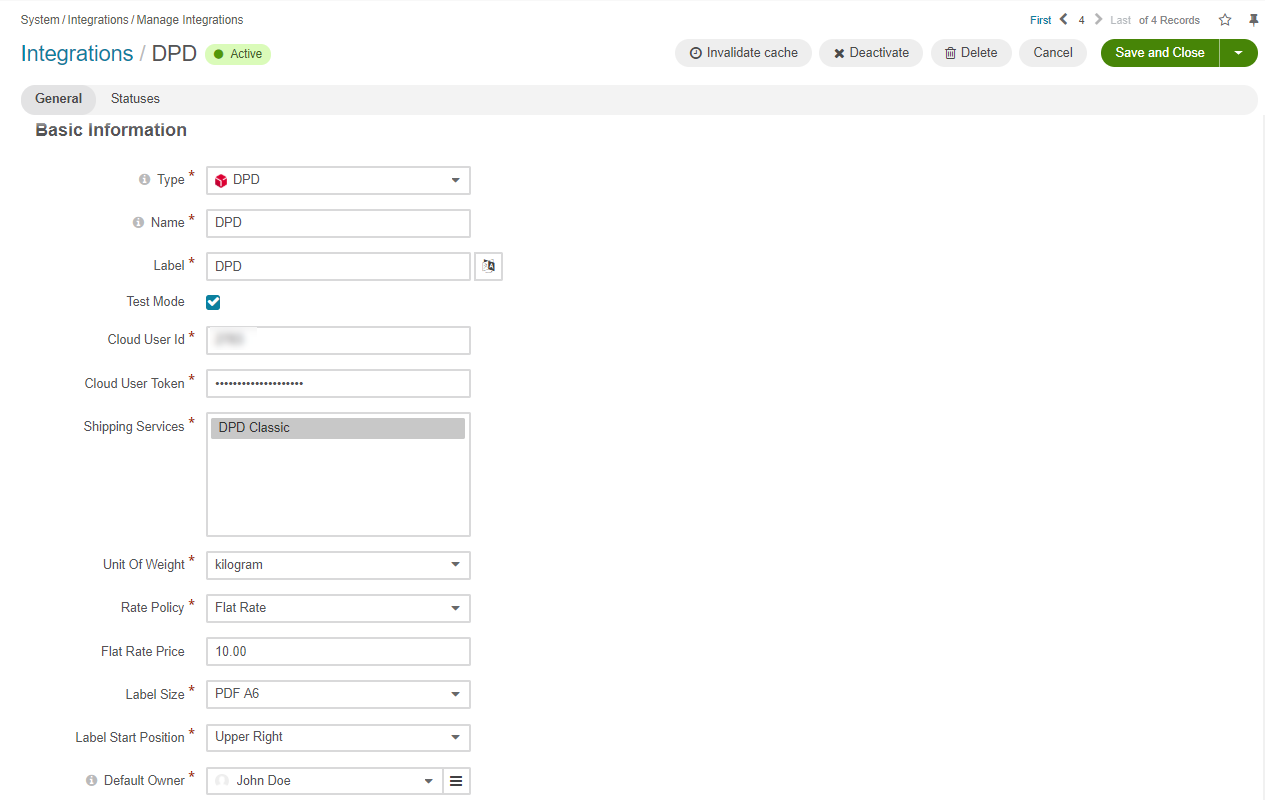 System / Integrations / Manage Integrations
First 4 Last of 4 Records
Integrations / DPD Active
Invalidate cache Deactivate Delete Cancel Save and Close
General Statuses
Basic Information
Type * DPD
Name * DPD
Label * DPD
Test Mode
Cloud User Id *
Cloud User Token * ••••••••••••••••••••
Shipping Services * DPD Classic
Unit Of Weight * kilogram
Rate Policy * Flat Rate
Flat Rate Price 10.00
Label Size * PDF A6
Label Start Position * Upper Right
Default Owner * John Doe